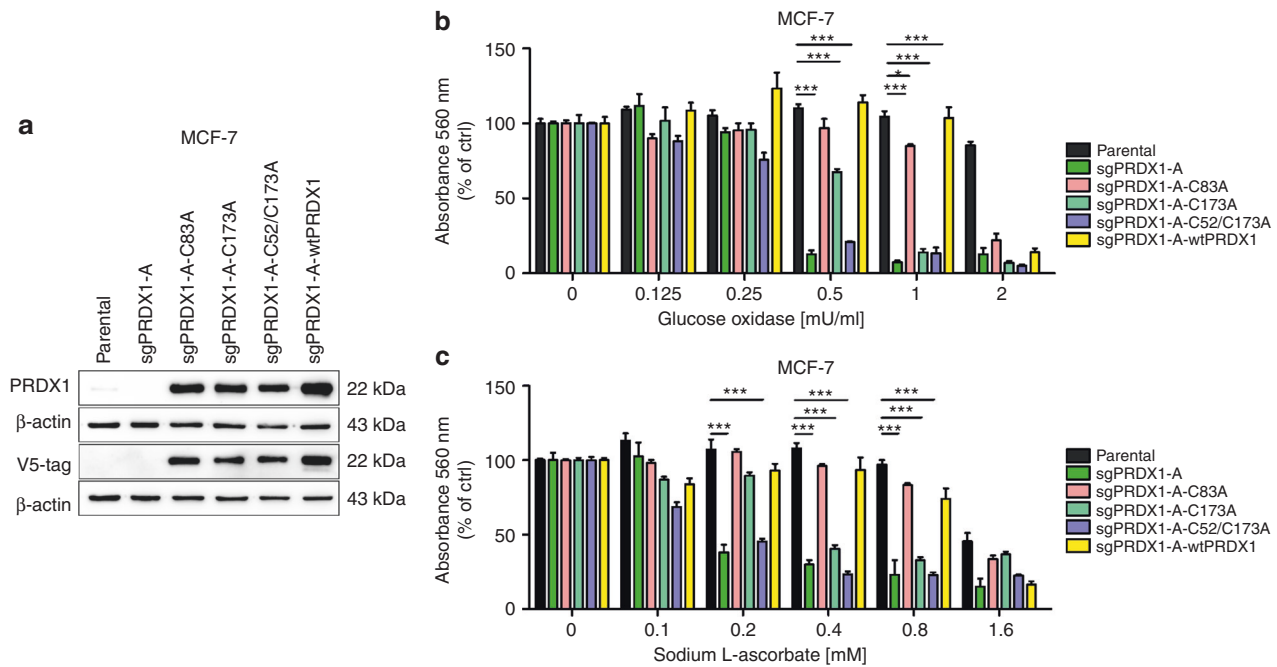 a
MCF-7
Parental
sgPRDX1-A
sgPRDX1-A-C83A
sgPRDX1-A-C173A
sgPRDX1-A-C52/C173A
sgPRDX1-A-wtPRDX1
PRDX1 22 kDa
β-actin 43 kDa
V5-tag 22 kDa
β-actin 43 kDa
b
MCF-7
Absorbance 560 nm
(% of ctrl)
150
100
50
0
*** ***
*** ***
*
*** ***
0 0.125 0.25 0.5 1 2
Glucose oxidase [mU/ml]
Parental
sgPRDX1-A
sgPRDX1-A-C83A
sgPRDX1-A-C173A
sgPRDX1-A-C52/C173A
sgPRDX1-A-wtPRDX1
c
MCF-7
Absorbance 560 nm
(% of ctrl)
150
100
50
0
*** *** ***
*** ***
*** *** ***
0 0.1 0.2 0.4 0.8 1.6
Sodium L-ascorbate [mM]
Parental
sgPRDX1-A
sgPRDX1-A-C83A
sgPRDX1-A-C173A
sgPRDX1-A-C52/C173A
sgPRDX1-A-wtPRDX1